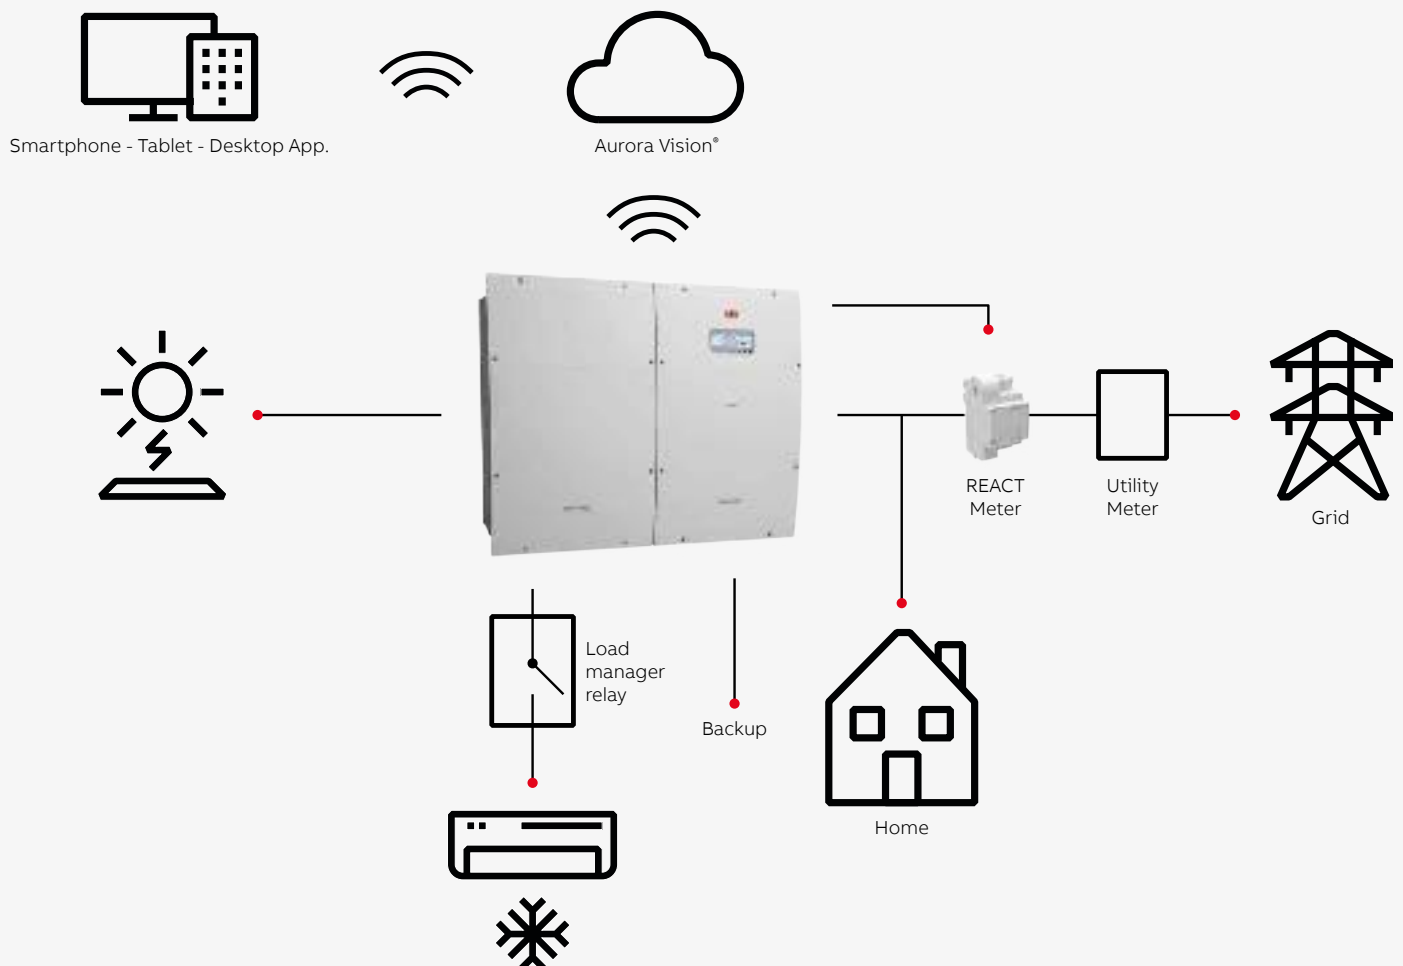 Smartphone - Tablet - Desktop App.
Aurora Vision®
REACT
Meter
Utility
Meter
Grid
Load
manager
relay
Backup
Home